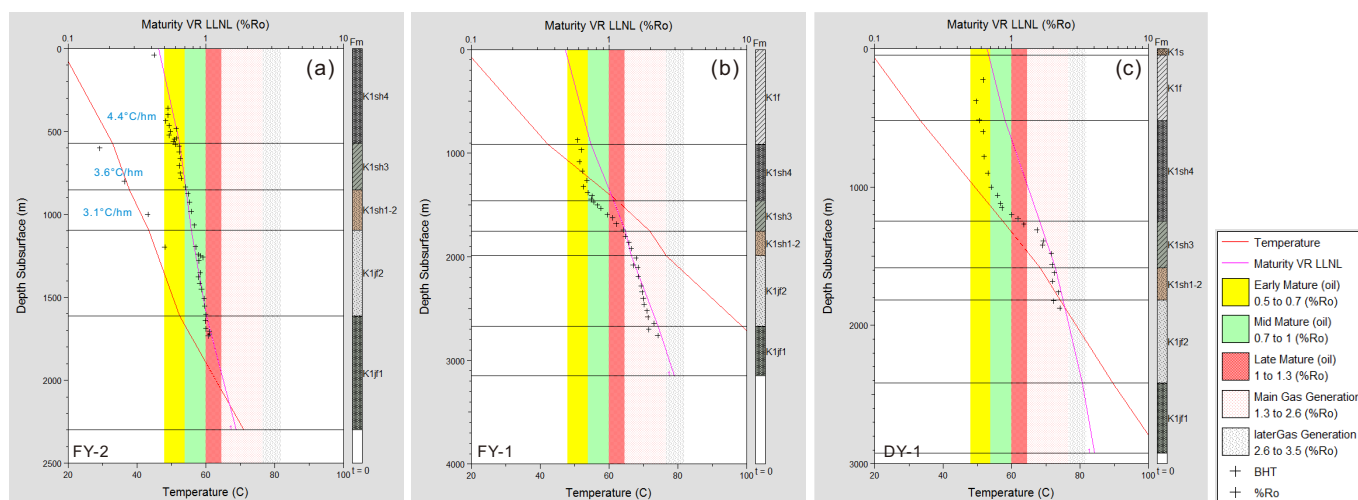 Maturity VR LLNL (%Ro)
0.1 1 10
Fm
(a)
Depth Subsurface (m)
0
500
1000
1500
2000
2500
4.4°C/hm
3.6°C/hm
3.1°C/hm
K1sh4
K1sh3
K1sh1-2
K1jf2
K1jf1
FY-2
t = 0
20 40 60 80 100
Temperature (C)
Maturity VR LLNL (%Ro)
0.1 1 10
Fm
(b)
Depth Subsurface (m)
0
1000
2000
3000
4000
K1f
K1sh4
K1sh3
K1sh1-2
K1jf2
K1jf1
FY-1
t = 0
20 40 60 80 100
Temperature (C)
Maturity VR LLNL (%Ro)
0.1 1 10
Fm
(c)
Depth Subsurface (m)
0
1000
2000
3000
K1s
K1f
K1sh4
K1sh3
K1sh1-2
K1jf2
K1jf1
DY-1
t = 0
20 40 60 80 100
Temperature (C)
Temperature
Maturity VR LLNL
Early Mature (oil)
0.5 to 0.7 (%Ro)
Mid Mature (oil)
0.7 to 1 (%Ro)
Late Mature (oil)
1 to 1.3 (%Ro)
Main Gas Generation
1.3 to 2.6 (%Ro)
laterGas Generation
2.6 to 3.5 (%Ro)
BHT
%Ro